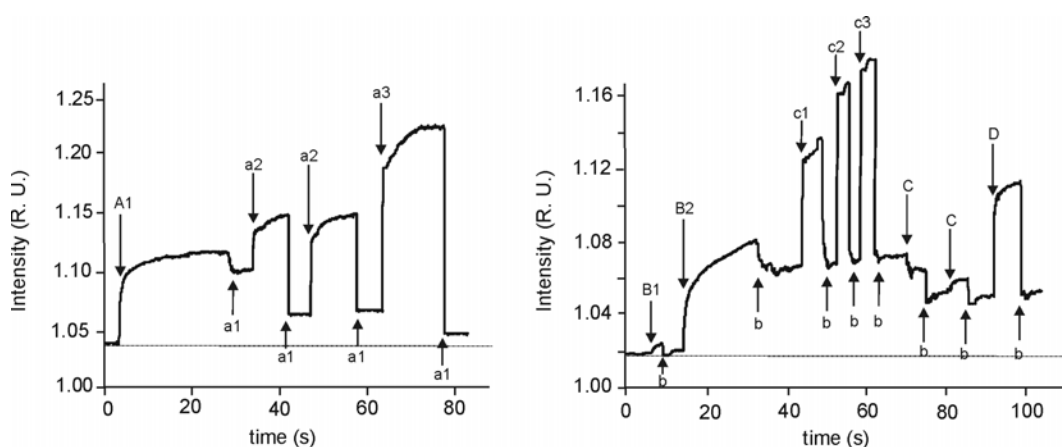 Intensity (R. U.)
1.25
1.20
1.15
1.10
1.05
1.00
0
20
40
60
80
time (s)
A1
a1
a2
a1
a2
a1
a3
a1
Intensity (R. U.)
1.16
1.12
1.08
1.04
1.00
0
20
40
60
80
100
time (s)
B1
b
B2
b
c1
b
c2
b
c3
b
C
b
C
b
D
b